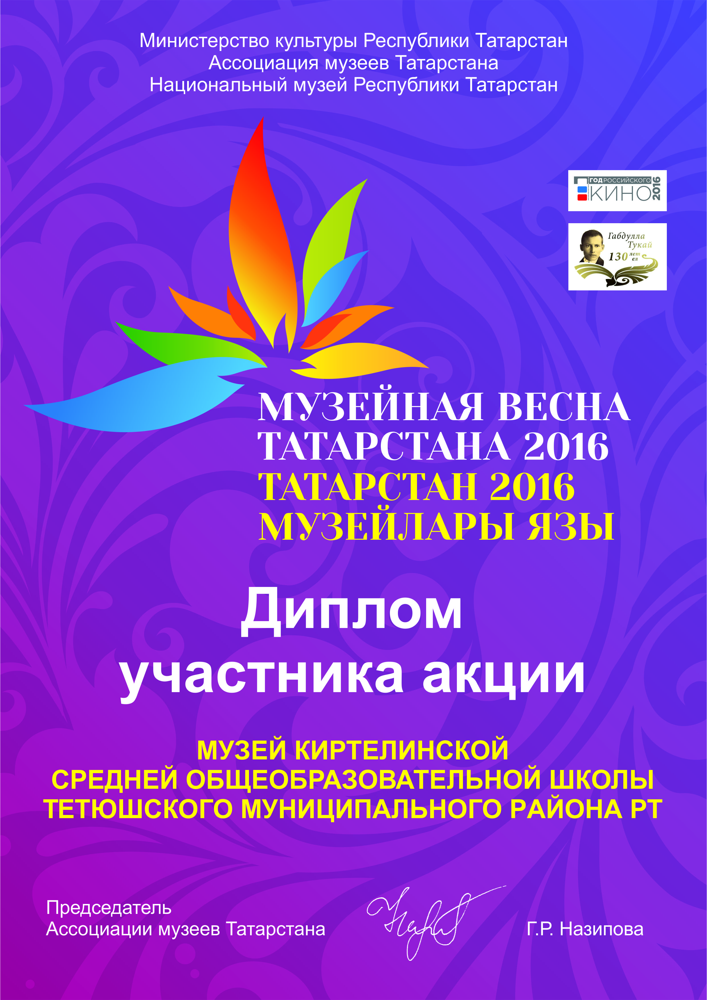 Министерство культуры Республики Татарстан
Ассоциация музеев Татарстана
Национальный музей Республики Татарстан
ГОД РОССИЙСКОГО
КИНО
2016
Габдулла
Тукай
130 лет
ел
МУЗЕЙНАЯ ВЕСНА
ТАТАРСТАНА 2016
ТАТАРСТАН 2016
МУЗЕЙЛАРЫ ЯЗЫ
Диплом
участника акции
МУЗЕЙ КИРТЕЛИНСКОЙ
СРЕДНЕЙ ОБЩЕОБРАЗОВАТЕЛЬНОЙ ШКОЛЫ
ТЕТЮШСКОГО МУНИЦИПАЛЬНОГО РАЙОНА РТ
Председатель
Ассоциации музеев Татарстана
Г.Р. Назипова